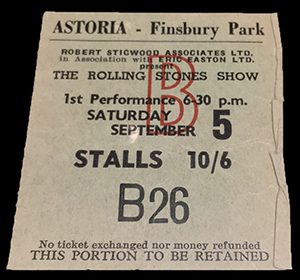 ASTORIA - Finsbury Park
ROBERT STIGWOOD ASSOCIATES LTD.
in Association with ERIC EASTON LTD.
present
THE ROLLING STONES SHOW
B
1st Performance 6-30 p.m.
SATURDAY
SEPTEMBER 5
STALLS 10/6
B26
No ticket exchanged nor money refunded
THIS PORTION TO BE RETAINED